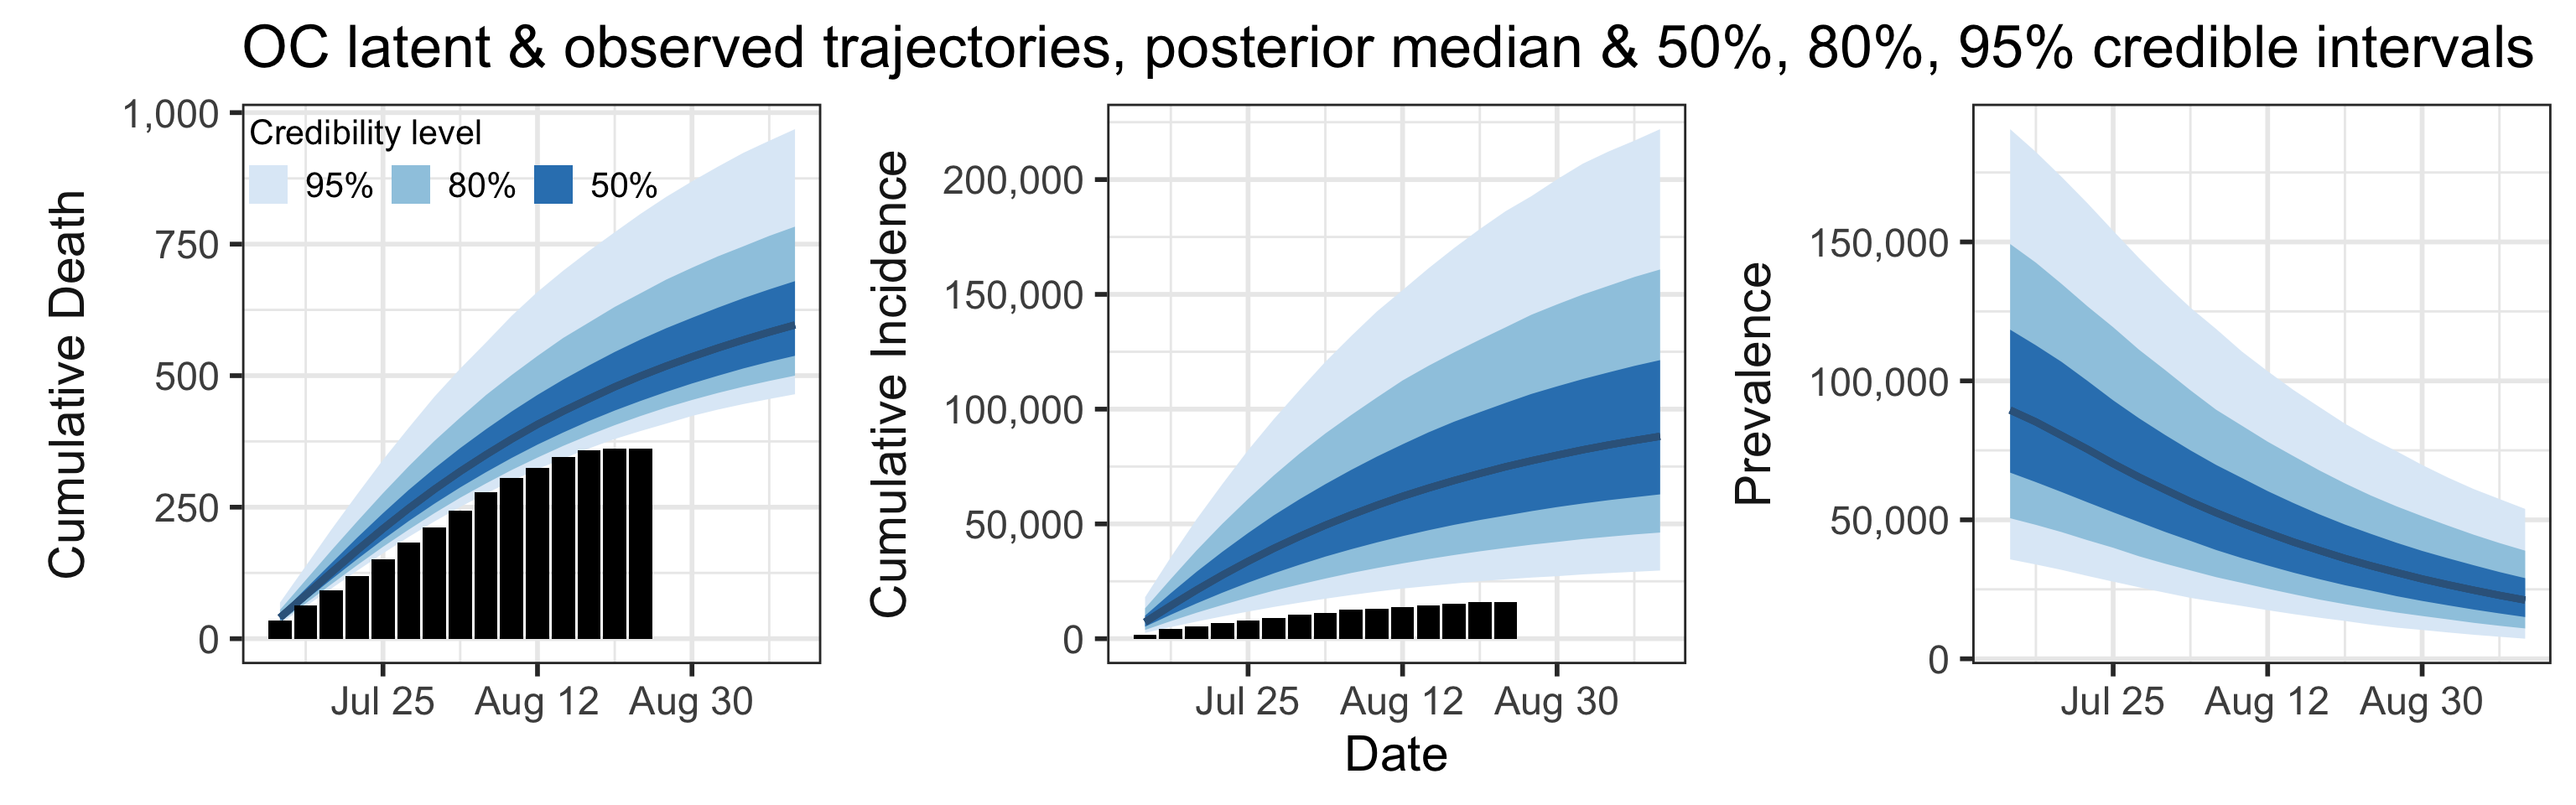 OC latent & observed trajectories, posterior median & 50%, 80%, 95% credible intervals
Cumulative Death
1,000
750
500
250
0
Credibility level
95% 80% 50%
Jul 25 Aug 12 Aug 30
Cumulative Incidence
200,000
150,000
100,000
50,000
0
Jul 25 Aug 12 Aug 30
Prevalence
150,000
100,000
50,000
0
Jul 25 Aug 12 Aug 30
Date